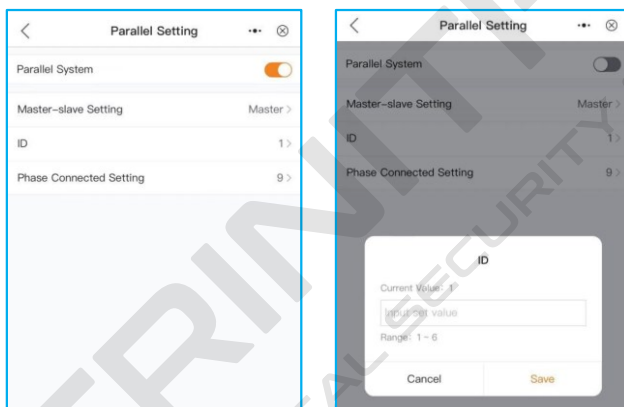 Parallel Setting
Parallel System
Master-slave Setting Master >
ID 1 >
Phase Connected Setting 9 >
Parallel Setting
Parallel System
Master-slave Setting Master >
ID 1 >
Phase Connected Setting 9 >
ID
Current Value: 1
Input set value
Range: 1 ~ 6
Cancel Save